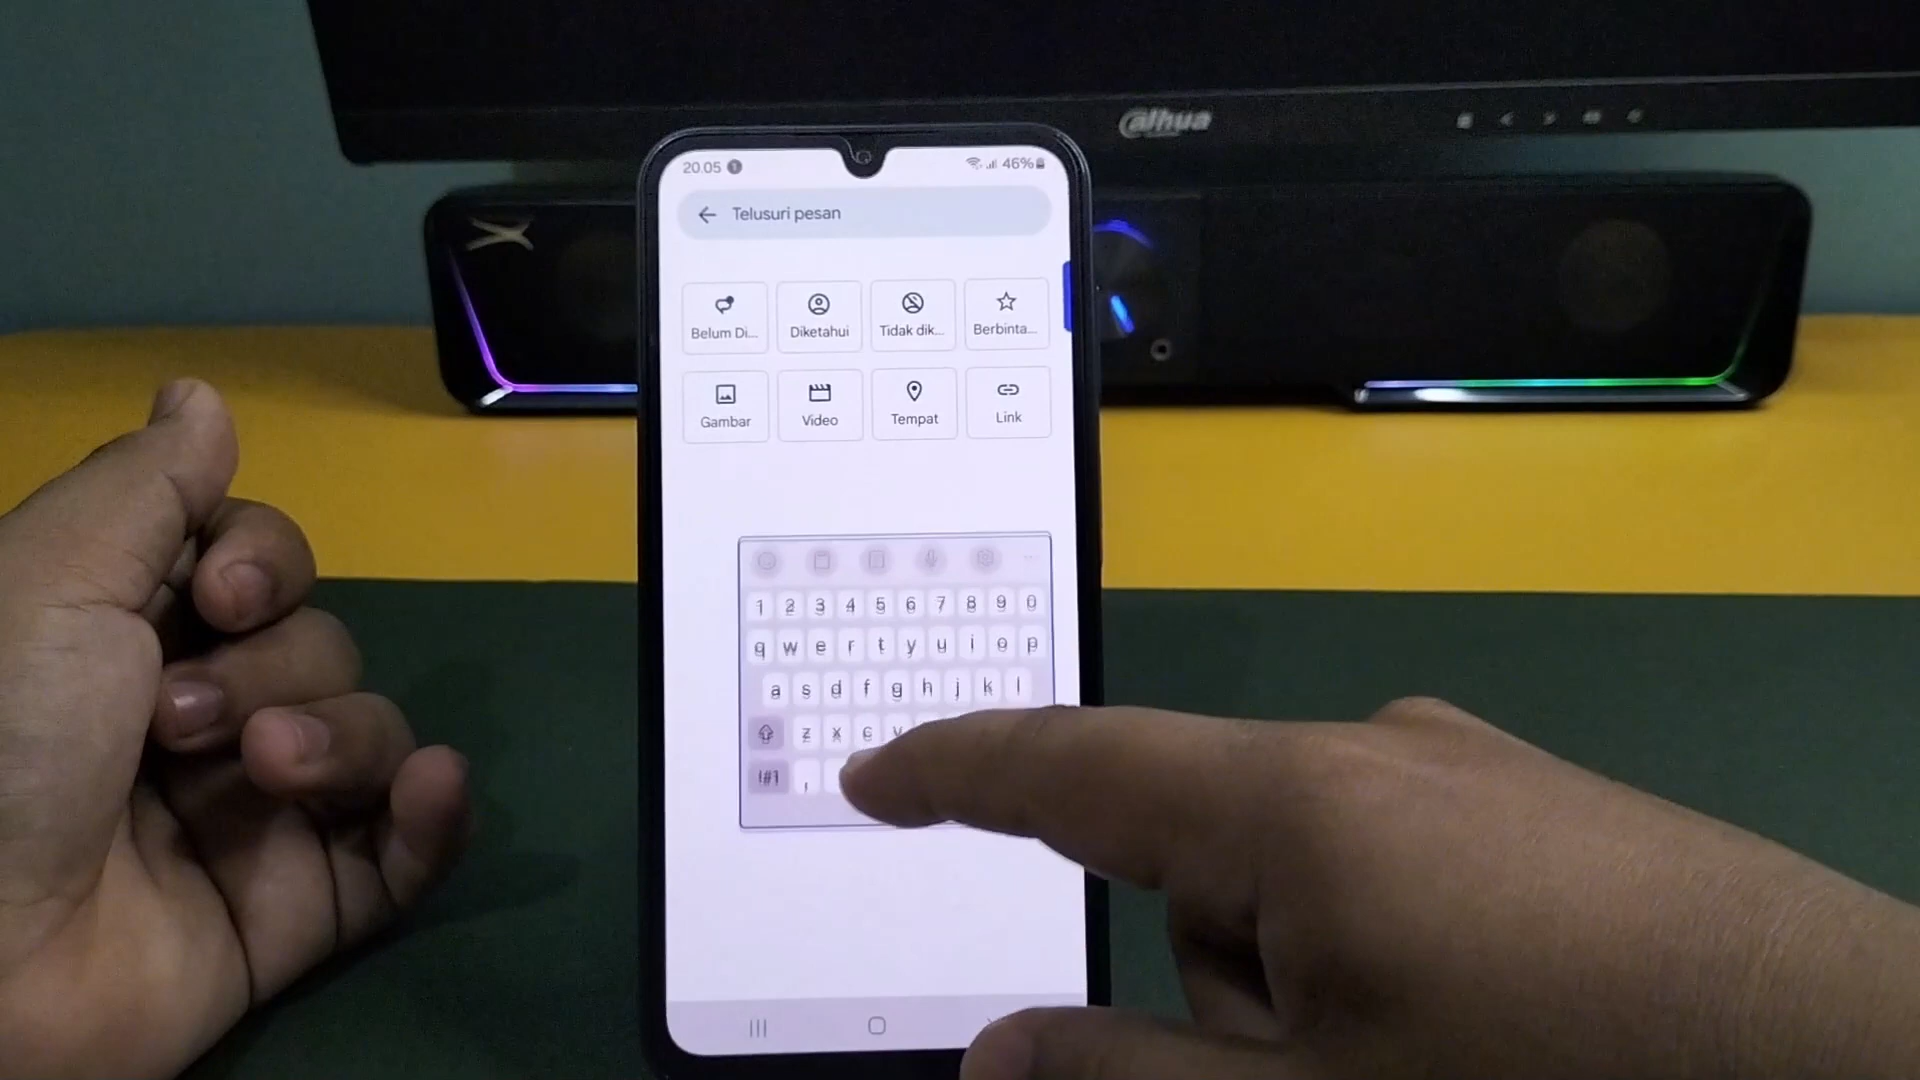 alhua
20.05 1 46%
Telusuri pesan
Belum Di... Diketahui Tidak dik... Berbinta...
Gambar Video Tempat Link
1 2 3 4 5 6 7 8 9 0
q w e r t y u i o p
a s d f g h j k l
z x c v
!#1 ,